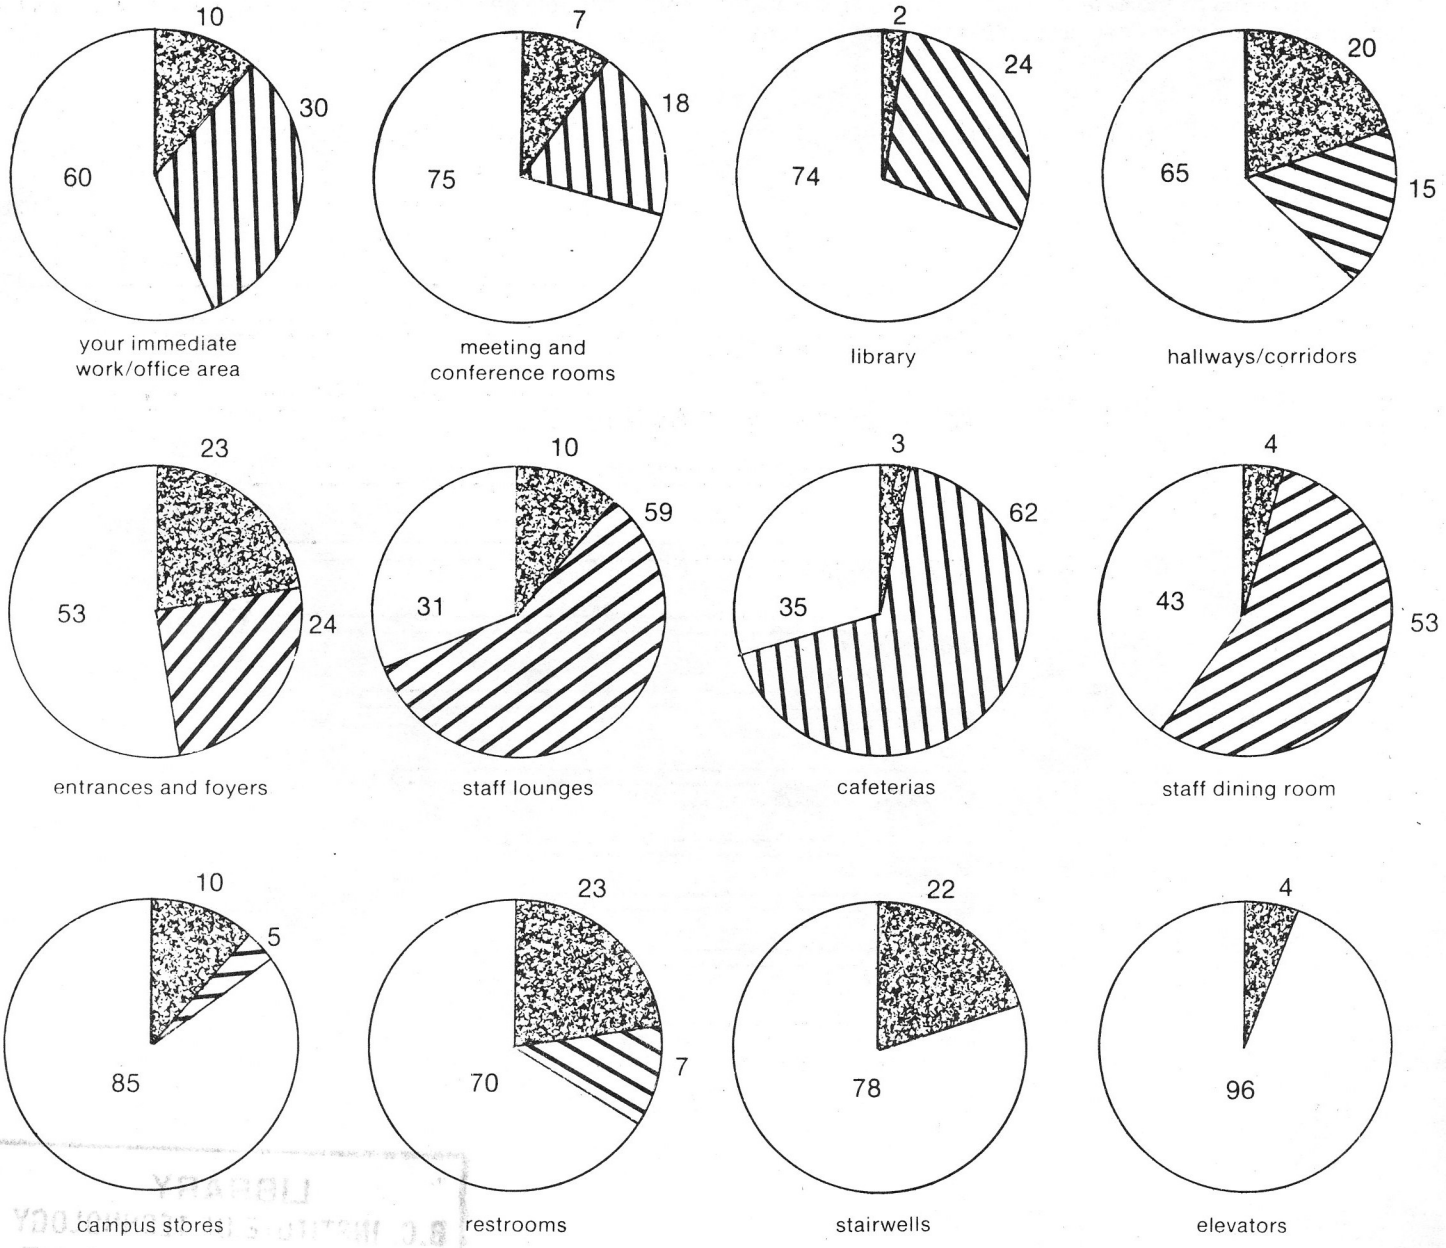 10
30
60
your immediate
work/office area
7
18
75
meeting and
conference rooms
2
24
74
library
20
15
65
hallways/corridors
23
24
53
entrances and foyers
10
59
31
staff lounges
3
62
35
cafeterias
4
53
43
staff dining room
10
5
85
campus stores
23
7
70
restrooms
22
78
stairwells
4
96
elevators
LIBRARY
B.C. INSTITUTE OF TECHNOLOGY